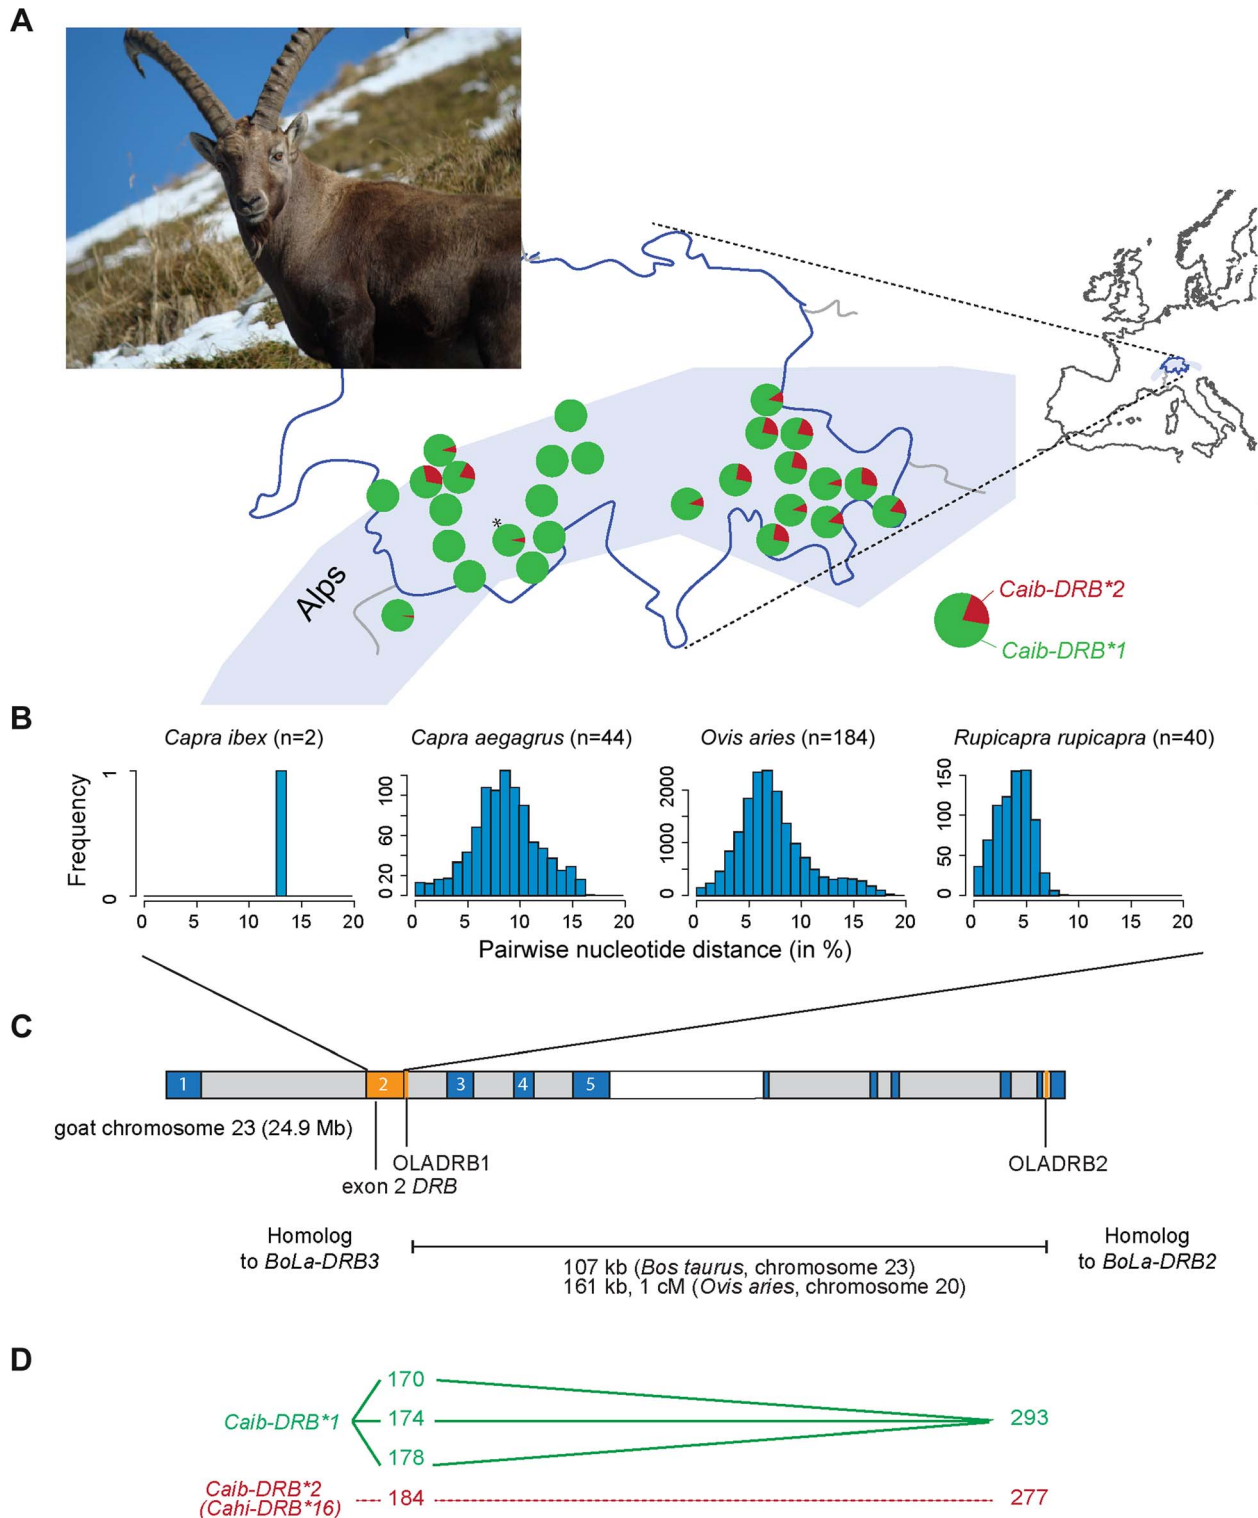 A
*
Alps
Caib-DRB*2
Caib-DRB*1
B
Capra ibex (n=2)
Capra aegagrus (n=44)
Ovis aries (n=184)
Rupicapra rupicapra (n=40)
Frequency
0 1
0 5 10 15 20
0 20 60 100
0 5 10 15 20
0 1000 2000
0 5 10 15 20
0 50 100 150
0 5 10 15 20
Pairwise nucleotide distance (in %)
C
1 2 3 4 5
goat chromosome 23 (24.9 Mb)
OLADRB1
exon 2 DRB
OLADRB2
Homolog
to BoLa-DRB3
107 kb (Bos taurus, chromosome 23)
161 kb, 1 cM (Ovis aries, chromosome 20)
Homolog
to BoLa-DRB2
D
170
Caib-DRB*1 174 293
178
Caib-DRB*2
(Cahi-DRB*16)
184 277